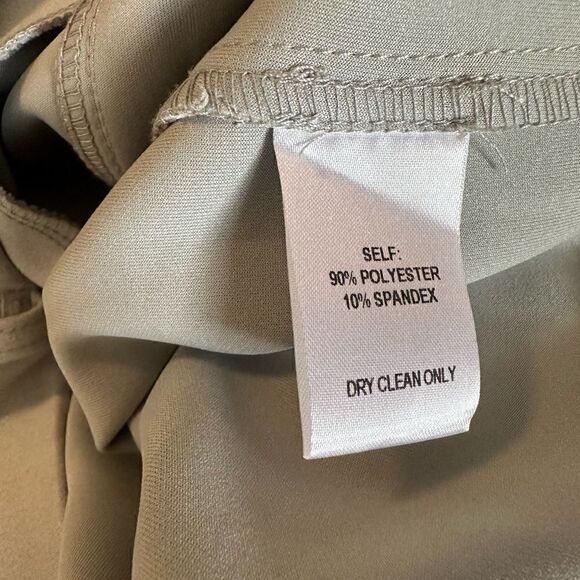 SELF:
90% POLYESTER
10% SPANDEX
DRY CLEAN ONLY